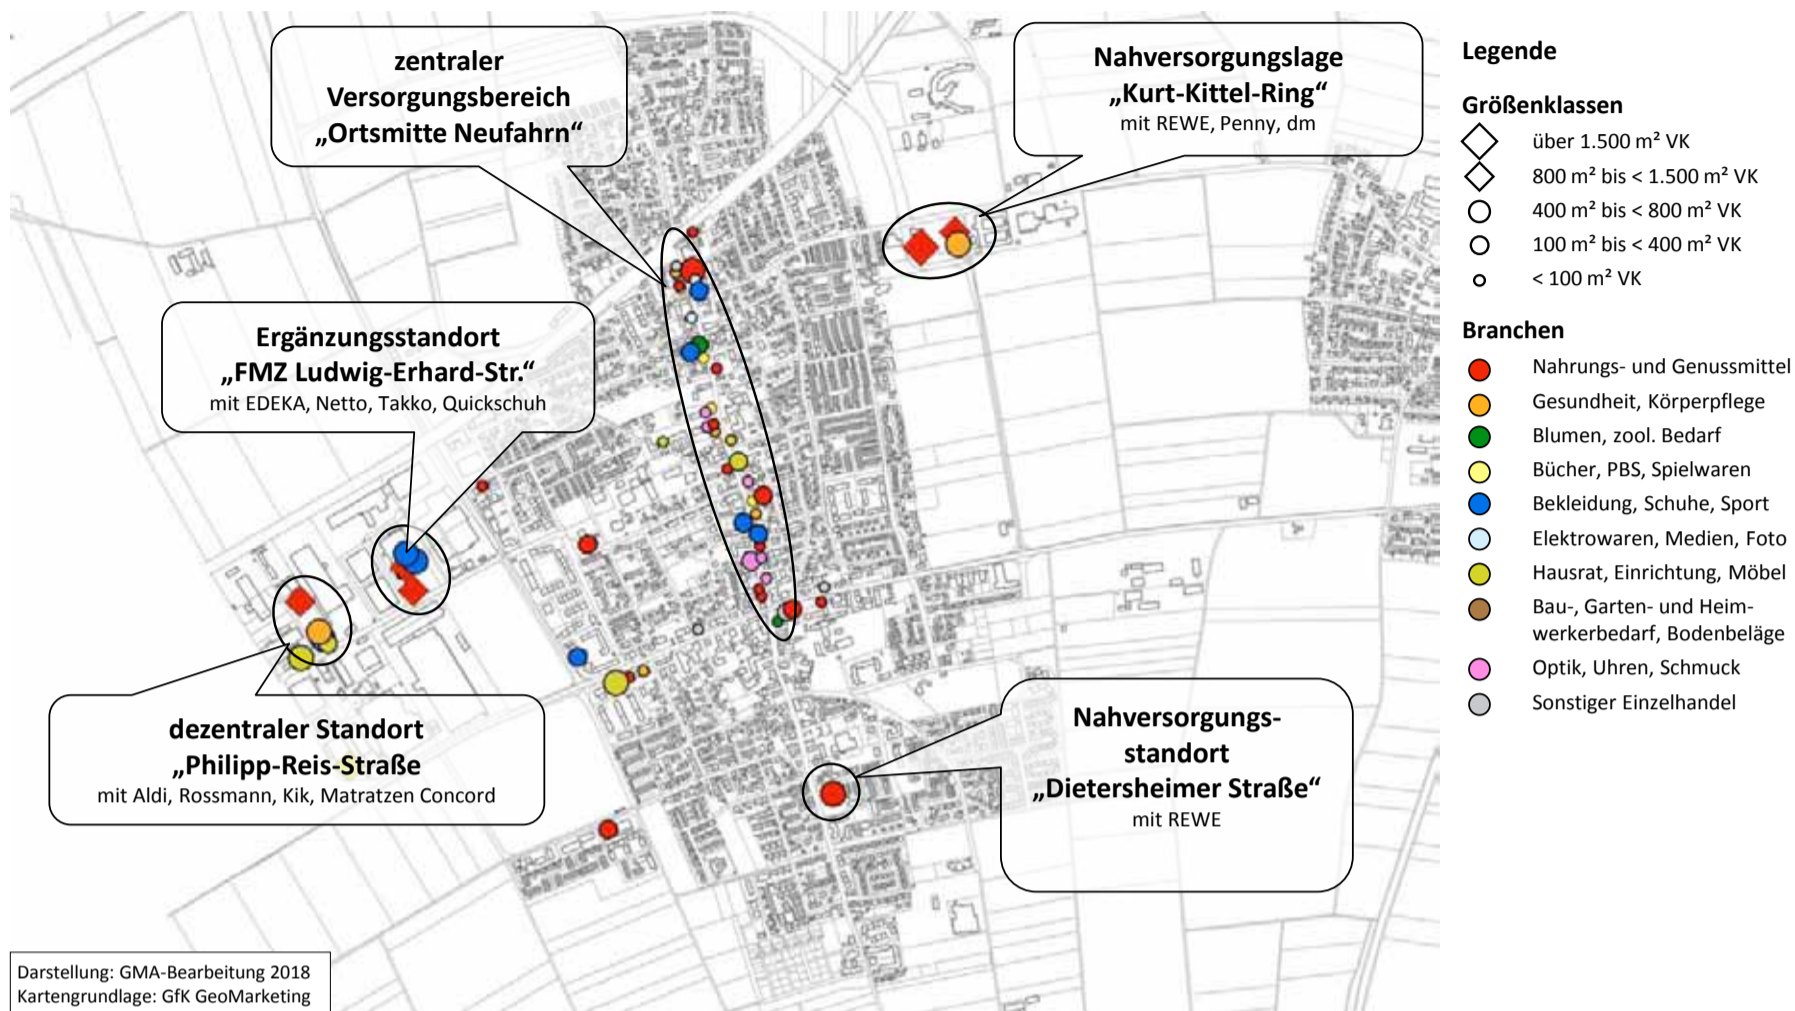 zentraler
Versorgungsbereich
„Ortsmitte Neufahrn“
Nahversorgungslage
„Kurt-Kittel-Ring“
mit REWE, Penny, dm
Ergänzungsstandort
„FMZ Ludwig-Erhard-Str.“
mit EDEKA, Netto, Takko, Quickschuh
dezentraler Standort
„Philipp-Reis-Straße
mit Aldi, Rossmann, Kik, Matratzen Concord
Nahversorgungs-
standort
„Dietersheimer Straße“
mit REWE
Darstellung: GMA-Bearbeitung 2018
Kartengrundlage: GfK GeoMarketing
Legende
Größenklassen
über 1.500 m² VK
800 m² bis < 1.500 m² VK
400 m² bis < 800 m² VK
100 m² bis < 400 m² VK
< 100 m² VK
Branchen
Nahrungs- und Genussmittel
Gesundheit, Körperpflege
Blumen, zool. Bedarf
Bücher, PBS, Spielwaren
Bekleidung, Schuhe, Sport
Elektrowaren, Medien, Foto
Hausrat, Einrichtung, Möbel
Bau-, Garten- und Heim-
werkerbedarf, Bodenbeläge
Optik, Uhren, Schmuck
Sonstiger Einzelhandel